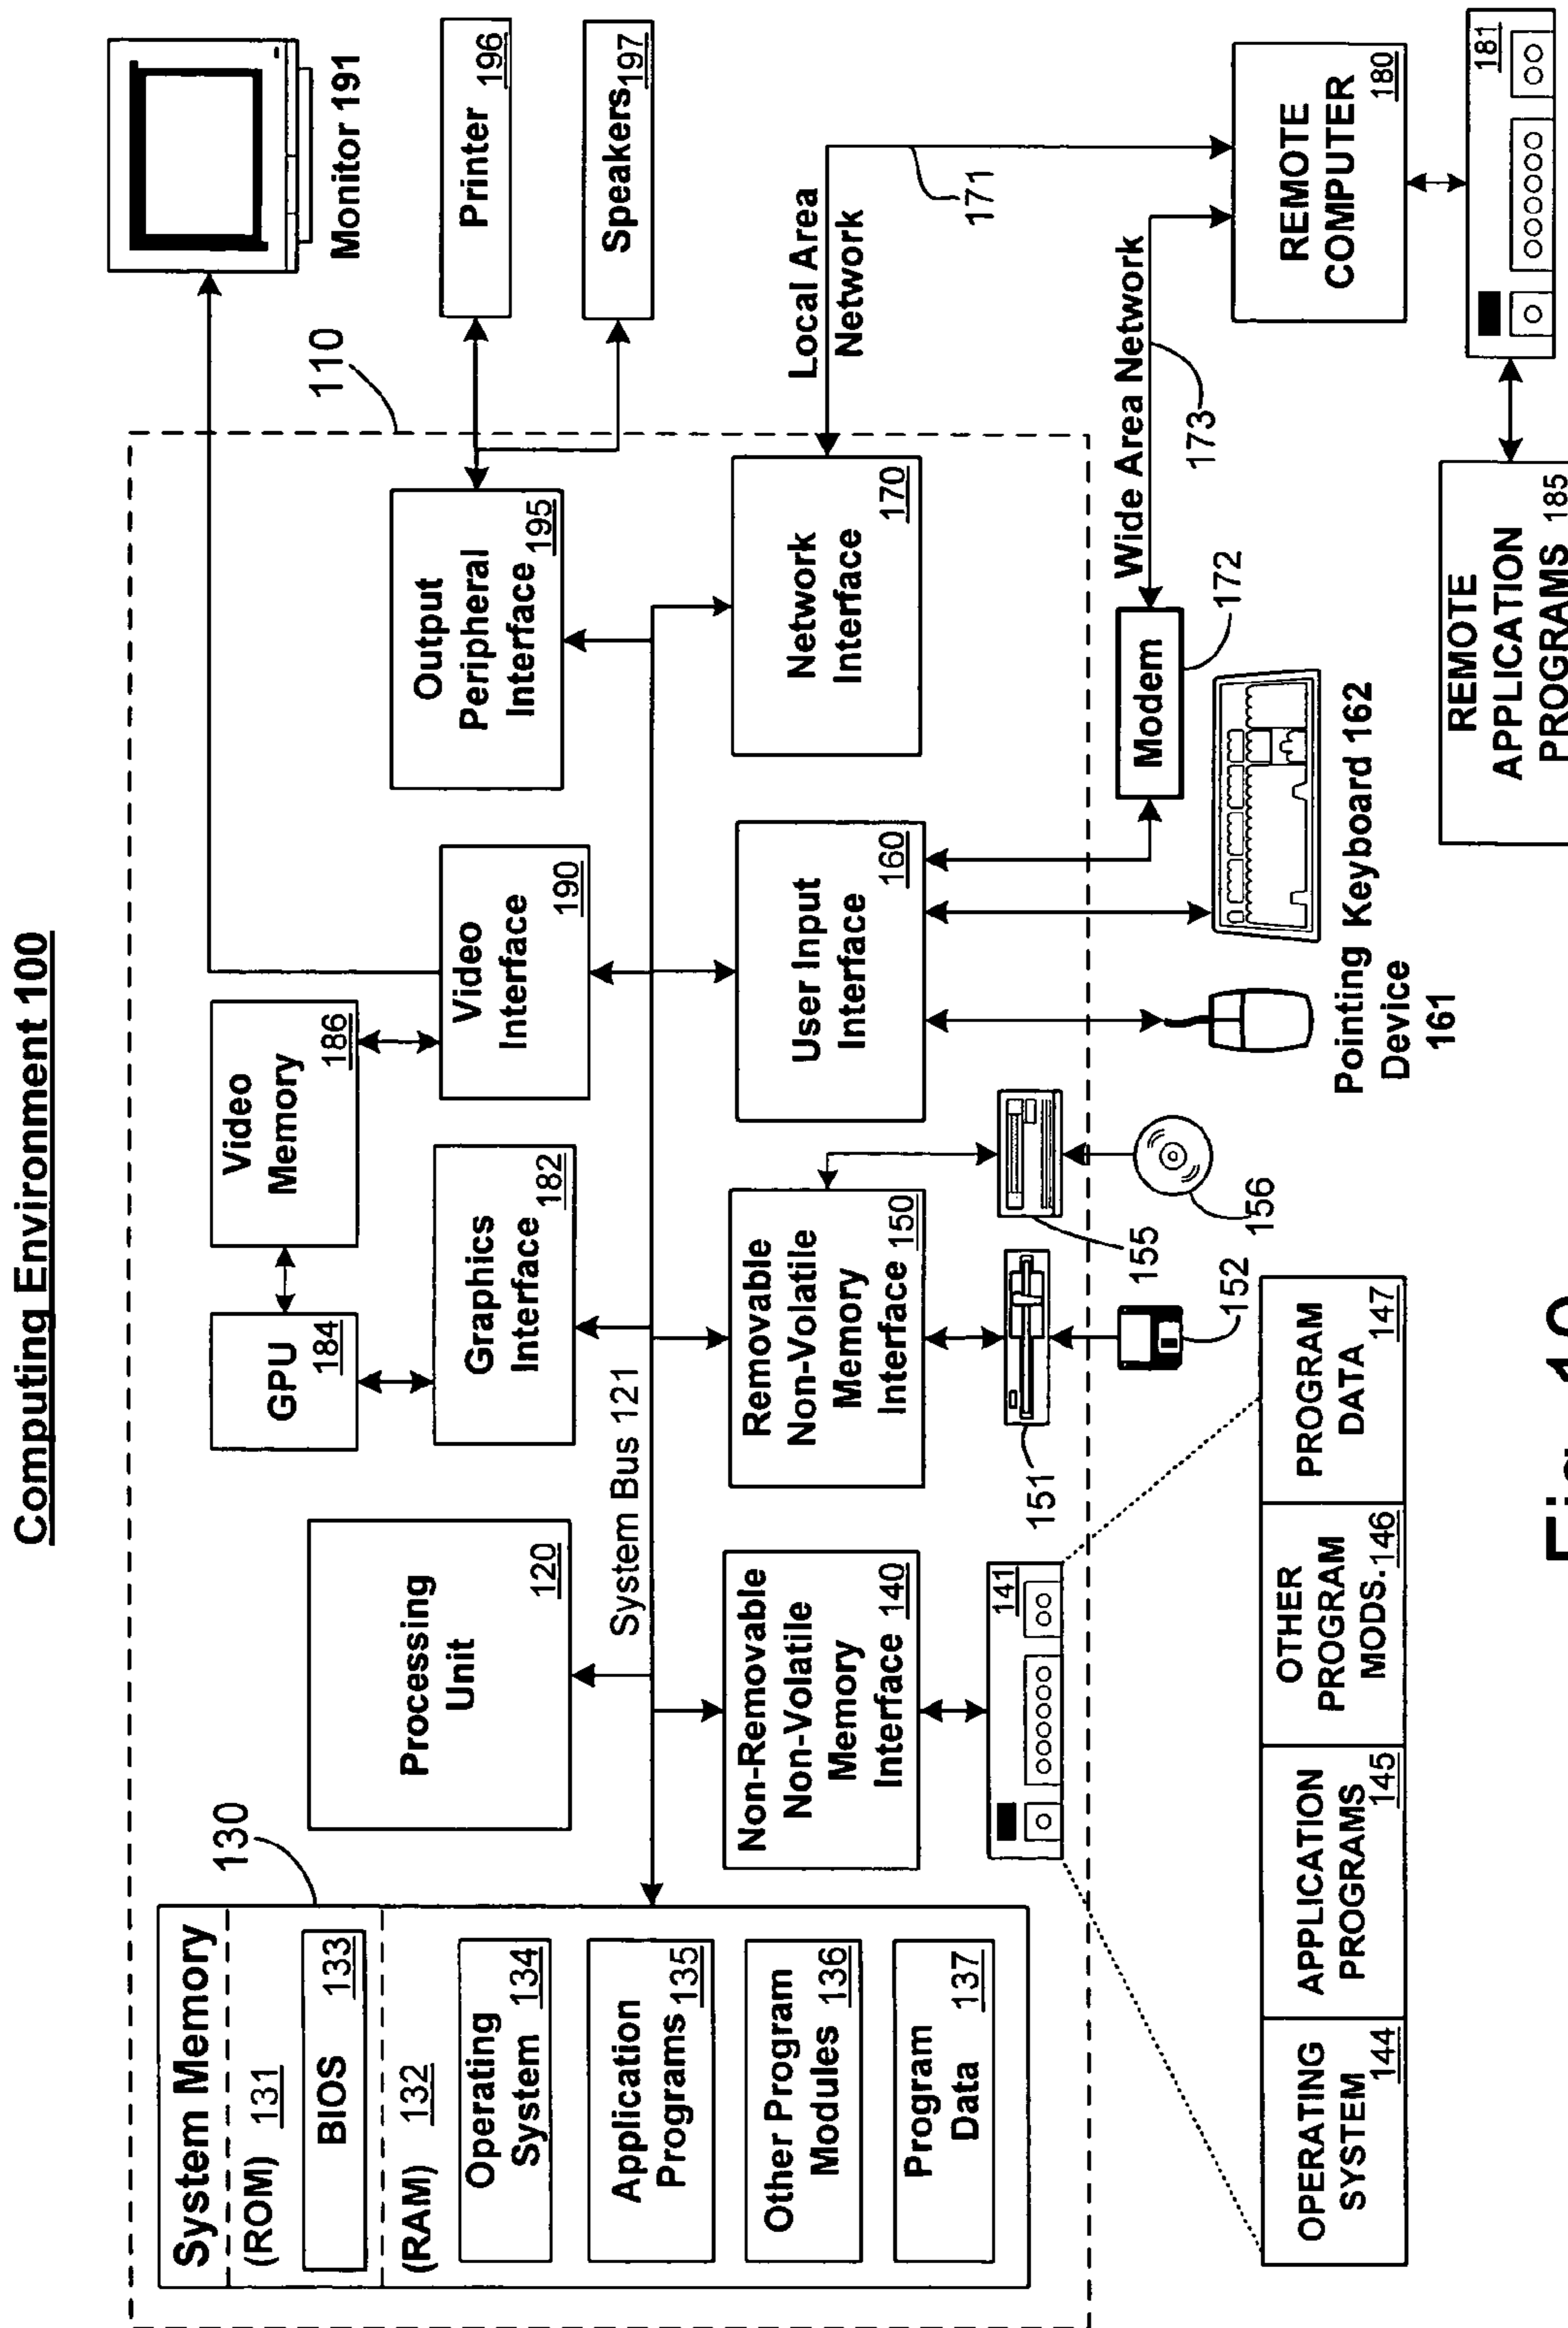 Computing Environment 100
System Memory
(ROM) 131
BIOS 133
(RAM) 132
Operating
System 134
Application
Programs 135
Other Program
Modules 136
Program
Data 137
130
Processing
Unit
120
System Bus 121
GPU
184
Video
Memory
186
Graphics
Interface 182
Video
Interface
190
Output
Peripheral
Interface 195
110
Monitor 191
Printer
196
Speakers 197
Non-Removable
Non-Volatile
Memory
Interface 140
Removable
Non-Volatile
Memory
Interface 150
User Input
Interface
160
Network
Interface
170
Local Area
Network
171
141
151
152
155
156
Pointing
Device
161
Keyboard 162
Modem
172
Wide Area Network
173
REMOTE
COMPUTER
180
181
OPERATING
SYSTEM 144
APPLICATION
PROGRAMS 145
OTHER
PROGRAM
MODS. 146
PROGRAM
DATA 147
REMOTE
APPLICATION
PROGRAMS 185